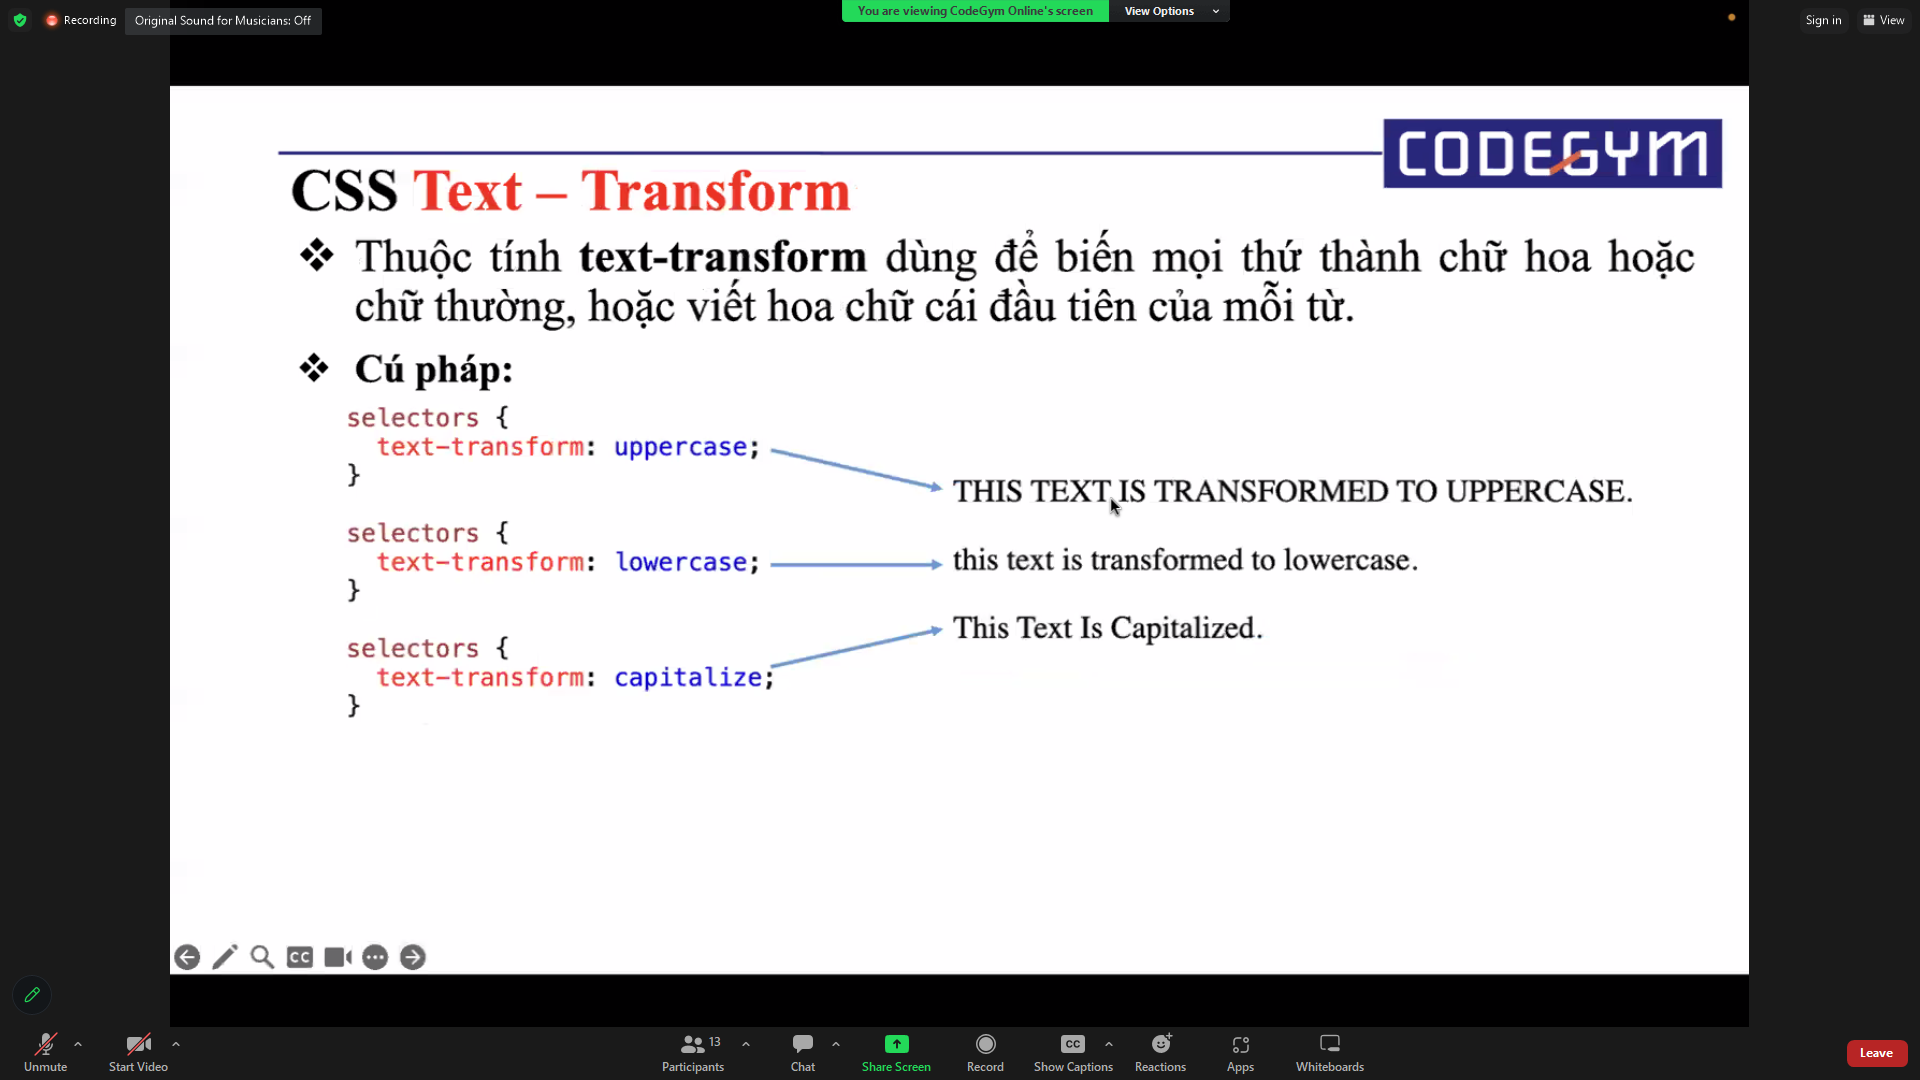 Recording
Original Sound for Musicians: Off
You are viewing CodeGym Online's screen
View Options
Sign in
View
CODEGYM
CSS Text – Transform
❖ Thuộc tính text-transform dùng để biến mọi thứ thành chữ hoa hoặc
chữ thường, hoặc viết hoa chữ cái đầu tiên của mỗi từ.
❖ Cú pháp:
selectors {
text-transform: uppercase;
}
THIS TEXT IS TRANSFORMED TO UPPERCASE.
selectors {
text-transform: lowercase;
}
this text is transformed to lowercase.
selectors {
text-transform: capitalize;
}
This Text Is Capitalized.
CC
Unmute
Start Video
13
Participants
Chat
Share Screen
Record
CC
Show Captions
Reactions
Apps
Whiteboards
Leave